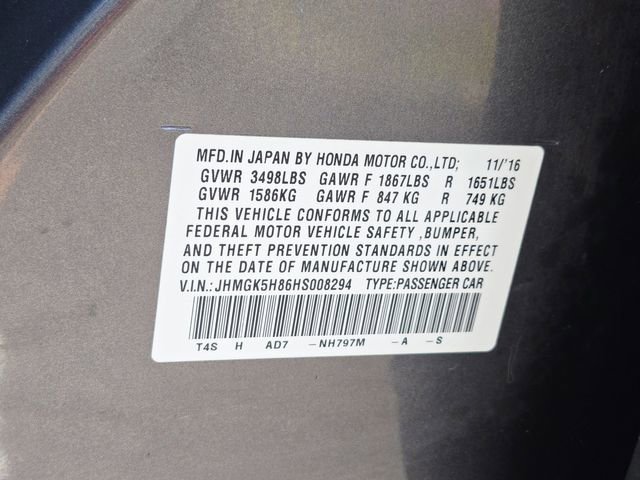 MFD.IN JAPAN BY HONDA MOTOR CO.,LTD; 11/'16
GVWR 3498LBS GAWR F 1867LBS R 1651LBS
GVWR 1586KG GAWR F 847 KG R 749 KG
THIS VEHICLE CONFORMS TO ALL APPLICABLE
FEDERAL MOTOR VEHICLE SAFETY ,BUMPER,
AND THEFT PREVENTION STANDARDS IN EFFECT
ON THE DATE OF MANUFACTURE SHOWN ABOVE.
V.I.N.: JHMGK5H86HS008294 TYPE:PASSENGER CAR
T4S H AD7 -NH797M -A -S